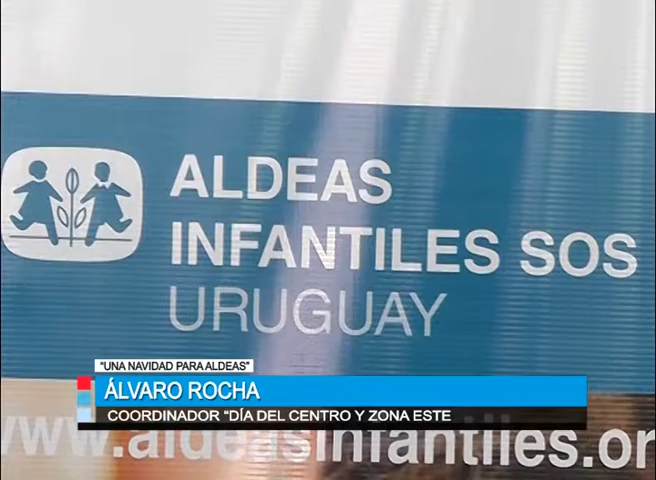 ALDEAS
INFANTILES SOS
URUGUAY
"UNA NAVIDAD PARA ALDEAS"
ÁLVARO ROCHA
COORDINADOR "DÍA DEL CENTRO Y ZONA ESTE
www.aldeasinfantiles.or